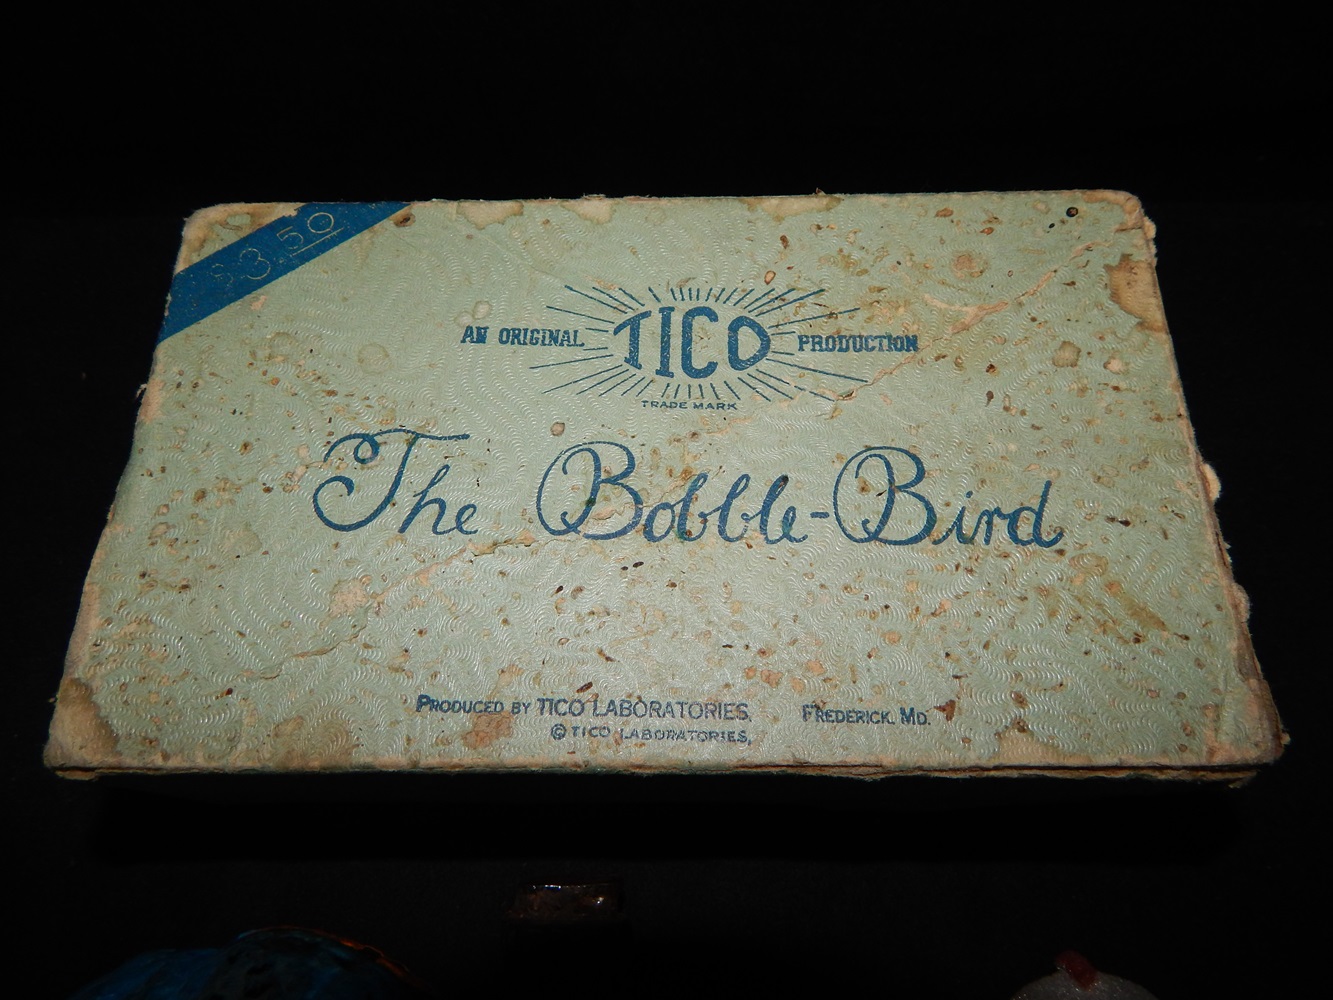 $3.50
AN ORIGINAL TICO PRODUCTION
TRADE MARK
The Bobble-Bird
PRODUCED BY TICO LABORATORIES, FREDERICK, MD.
© TICO LABORATORIES,